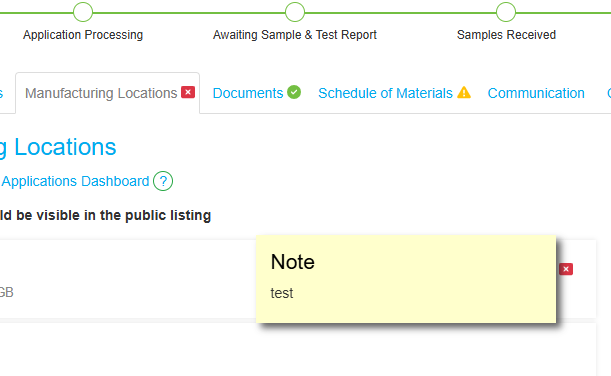 Application Processing
Awaiting Sample & Test Report
Samples Received
Manufacturing Locations
Documents
Schedule of Materials
Communication
Locations
Applications Dashboard ?
be visible in the public listing
Note
test
GB